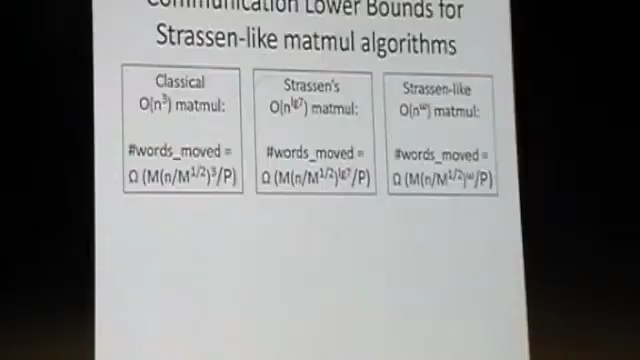 Communication Lower Bounds for
Strassen-like matmul algorithms
Classical
O(n³) matmul:
#words_moved =
Ω (M(n/M^{1/2})³/P)
Strassen's
O(n^{lg7}) matmul:
#words_moved =
Ω (M(n/M^{1/2})^{lg7}/P)
Strassen-like
O(n^ω) matmul:
#words_moved =
Ω (M(n/M^{1/2})^ω/P)